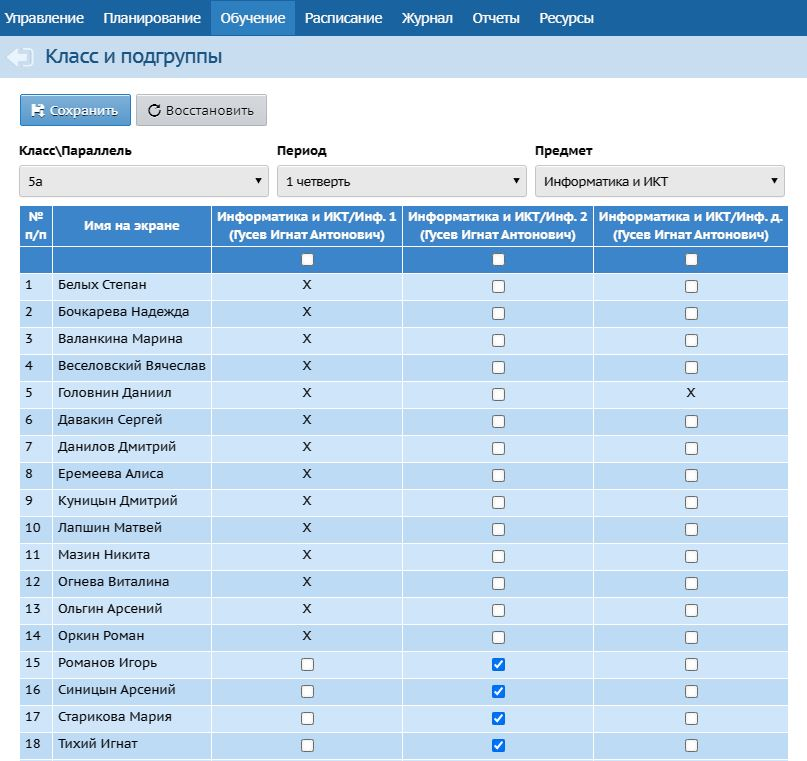 Управление Планирование Обучение Расписание Журнал Отчеты Ресурсы
Класс и подгруппы
Сохранить Восстановить
Класс\Параллель Период Предмет
5а 1 четверть Информатика и ИКТ
№ п/п Имя на экране Информатика и ИКТ/Инф. 1 (Гусев Игнат Антонович) Информатика и ИКТ/Инф. 2 (Гусев Игнат Антонович) Информатика и ИКТ/Инф. д. (Гусев Игнат Антонович)
1 Белых Степан X
2 Бочкарева Надежда X
3 Валанкина Марина X
4 Веселовский Вячеслав X
5 Головнин Даниил X X
6 Давакин Сергей X
7 Данилов Дмитрий X
8 Еремеева Алиса X
9 Куницын Дмитрий X
10 Лапшин Матвей X
11 Мазин Никита X
12 Огнева Виталина X
13 Ольгин Арсений X
14 Оркин Роман X
15 Романов Игорь
16 Синицын Арсений
17 Старикова Мария
18 Тихий Игнат